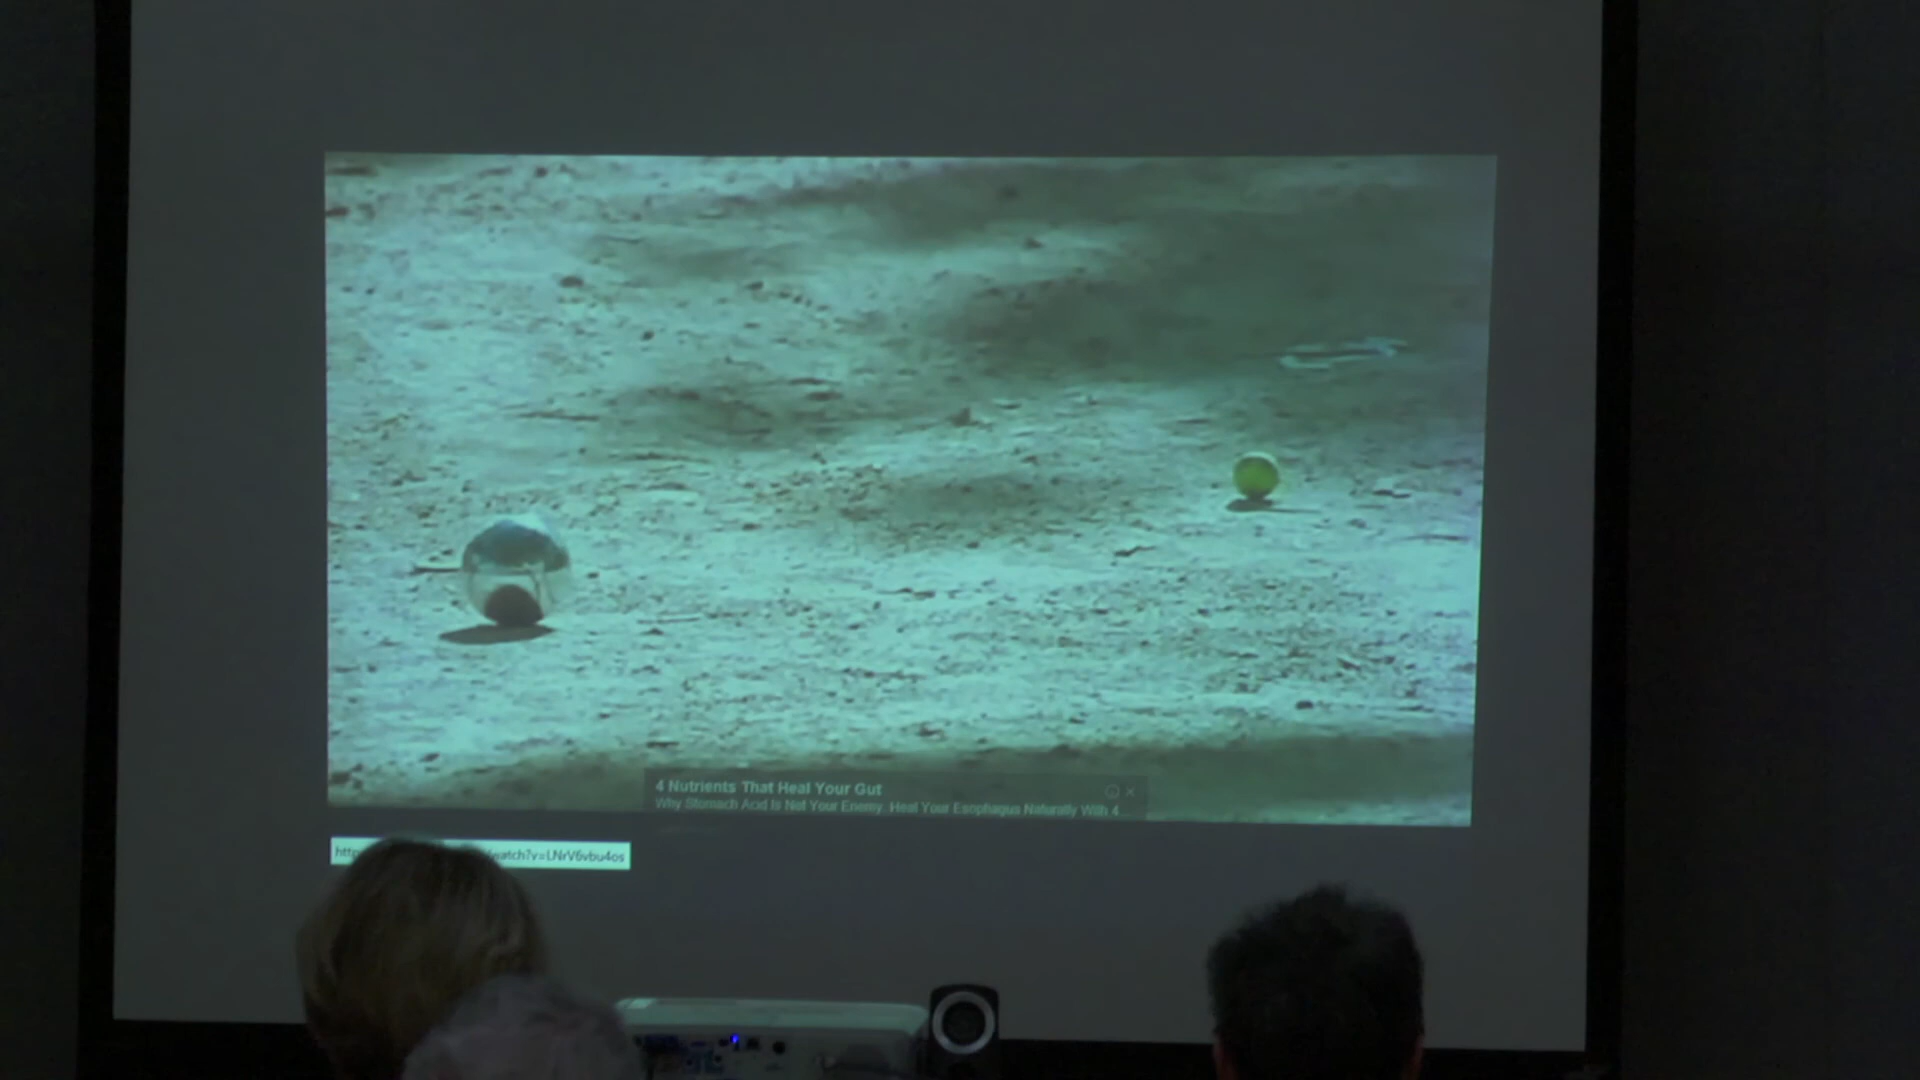 4 Nutrients That Heal Your Gut
Why Stomach Acid Is Not Your Enemy. Heal Your Esophagus Naturally With 4
http watch?v=LNrV6vbu4os